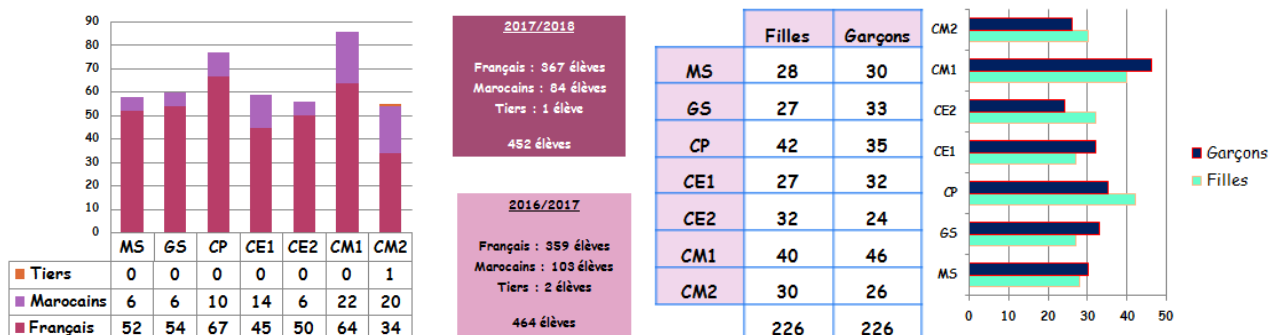 90
80
70
60
50
40
30
20
10
0
MS GS CP CE1 CE2 CM1 CM2
Tiers 0 0 0 0 0 0 1
Marocains 6 6 10 14 6 22 20
Français 52 54 67 45 50 64 34
2017/2018
Français : 367 élèves
Marocains : 84 élèves
Tiers : 1 élève
452 élèves
2016/2017
Français : 359 élèves
Marocains : 103 élèves
Tiers : 2 élèves
464 élèves
Filles Garçons
MS 28 30
GS 27 33
CP 42 35
CE1 27 32
CE2 32 24
CM1 40 46
CM2 30 26
226 226
CM2
CM1
CE2
CE1
CP
GS
MS
0 10 20 30 40 50
Garçons
Filles